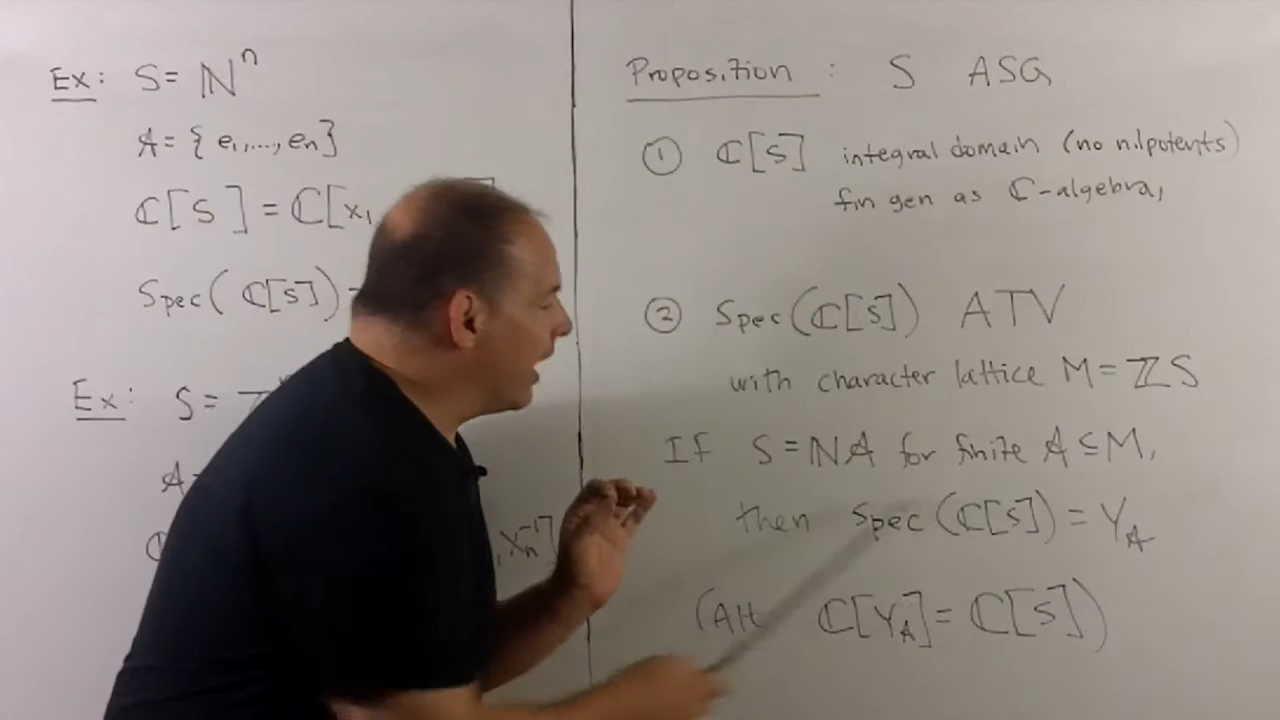 Ex: S = ℕⁿ
𝒜 = { e₁, ..., eₙ }
ℂ[S] = ℂ[x₁
Spec(ℂ[S])
Ex: S = ℤ
𝒜 =
, xₙ⁻¹]
Proposition : S ASG
① ℂ[S] integral domain (no nilpotents)
fin gen as ℂ-algebra,
② Spec(ℂ[S]) ATV
with character lattice M = ℤS
If S = ℕ𝒜 for finite 𝒜 ⊆ M,
then Spec(ℂ[S]) = Y_𝒜
(Alt ℂ[Y_𝒜] = ℂ[S])